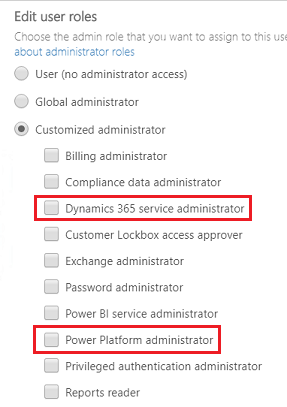 Edit user roles
Choose the admin role that you want to assign to this use
about administrator roles
User (no administrator access)
Global administrator
Customized administrator
Billing administrator
Compliance data administrator
Dynamics 365 service administrator
Customer Lockbox access approver
Exchange administrator
Password administrator
Power BI service administrator
Power Platform administrator
Privileged authentication administrator
Reports reader